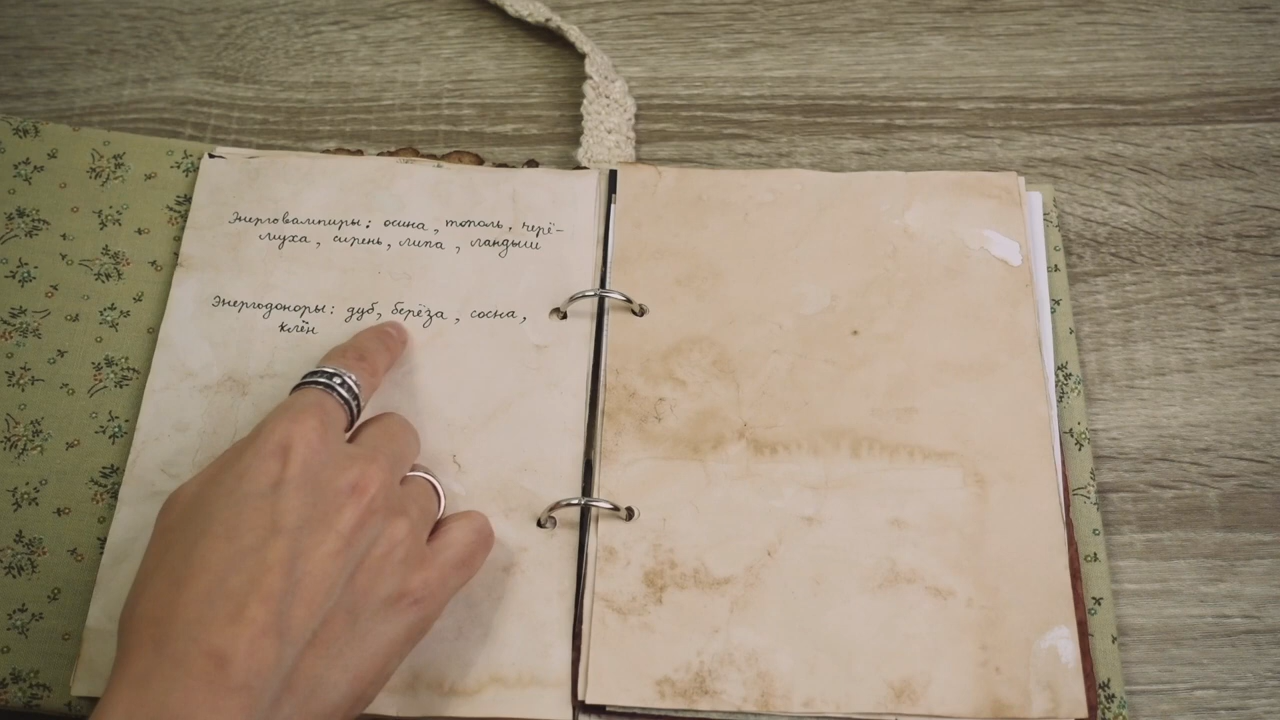 Энерговампиры: осина, тополь, черё-
муха, сирень, липа, ландыш
Энергодоноры: дуб, берёза, сосна,
клён